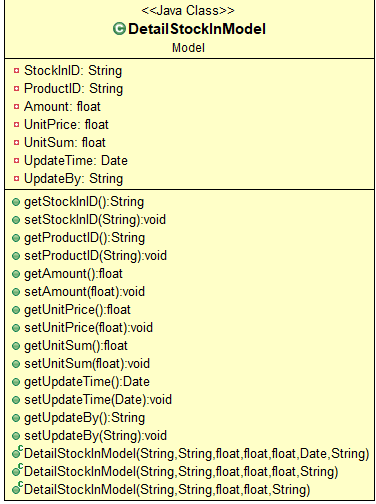 <<Java Class>>
DetailStockInModel
Model
StockInID: String
ProductID: String
Amount: float
UnitPrice: float
UnitSum: float
UpdateTime: Date
UpdateBy: String
getStockInID():String
setStockInID(String):void
getProductID():String
setProductID(String):void
getAmount():float
setAmount(float):void
getUnitPrice():float
setUnitPrice(float):void
getUnitSum():float
setUnitSum(float):void
getUpdateTime():Date
setUpdateTime(Date):void
getUpdateBy():String
setUpdateBy(String):void
DetailStockInModel(String,String,float,float,float,Date,String)
DetailStockInModel(String,String,float,float,float,String)
DetailStockInModel(String,String,float,float,String)